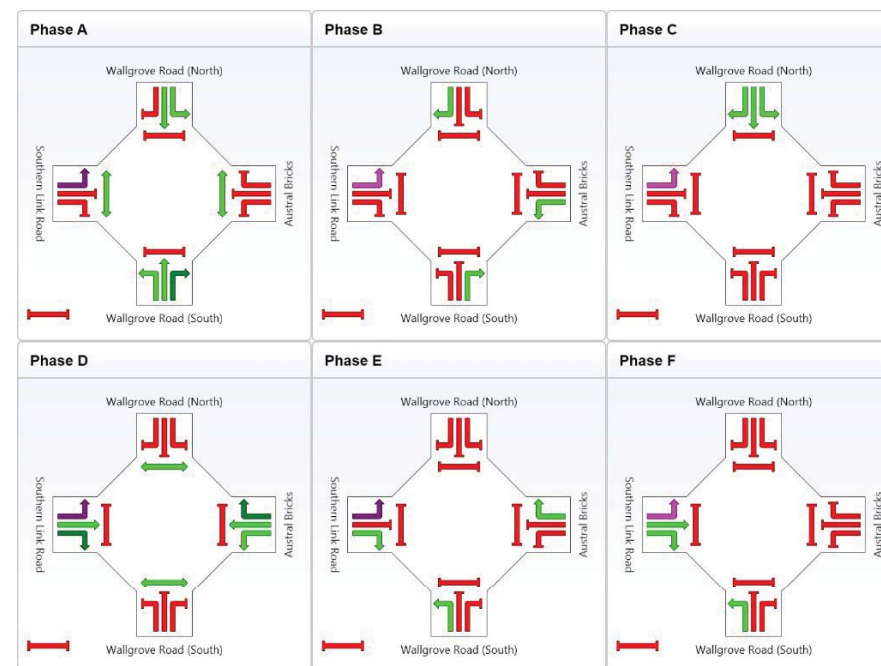 Phase A
Wallgrove Road (North)
Southern Link Road
Austral Bricks
Wallgrove Road (South)
Phase B
Wallgrove Road (North)
Southern Link Road
Austral Bricks
Wallgrove Road (South)
Phase C
Wallgrove Road (North)
Southern Link Road
Austral Bricks
Wallgrove Road (South)
Phase D
Wallgrove Road (North)
Southern Link Road
Austral Bricks
Wallgrove Road (South)
Phase E
Wallgrove Road (North)
Southern Link Road
Austral Bricks
Wallgrove Road (South)
Phase F
Wallgrove Road (North)
Southern Link Road
Austral Bricks
Wallgrove Road (South)